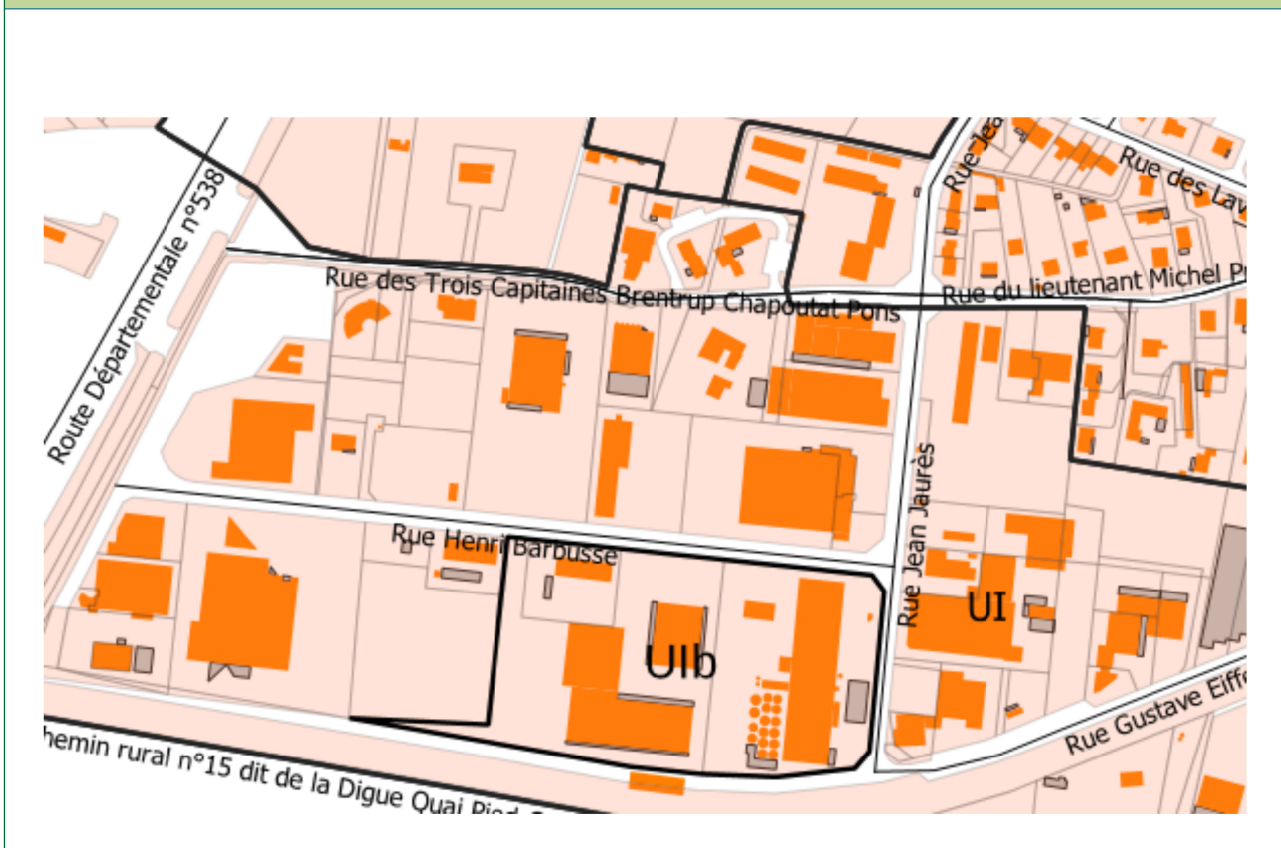 Rue Jea
Rue des Lav
Route Départementale n°538
Rue des Trois Capitaines Brentrup Chapoutat Pons
Rue du lieutenant Michel P
Rue Jean Jaurès
Rue Henri Barbusse
UI
UIb
Rue Gustave Eiffe
hemin rural n°15 dit de la Digue Quai Pied